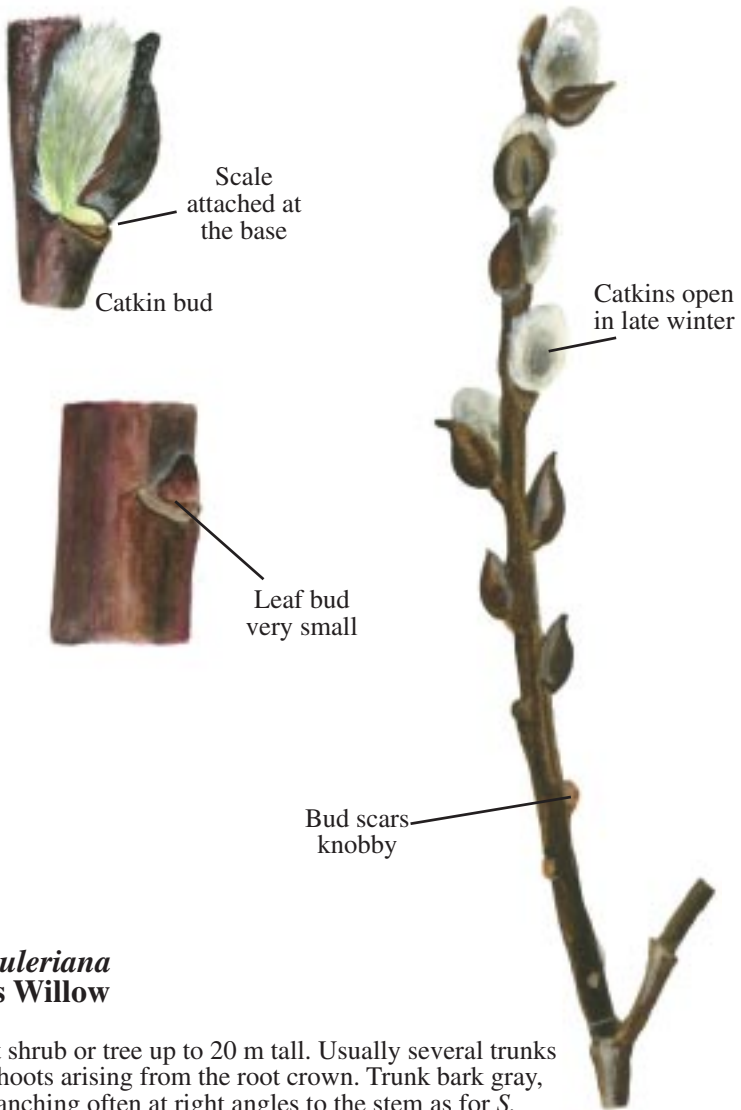 Scale
attached at
the base
Catkin bud
Catkins open
in late winter
Leaf bud
very small
Bud scars
knobby
uleriana
s Willow
shrub or tree up to 20 m tall. Usually several trunks
hoots arising from the root crown. Trunk bark gray,
anching often at right angles to the stem as for S.